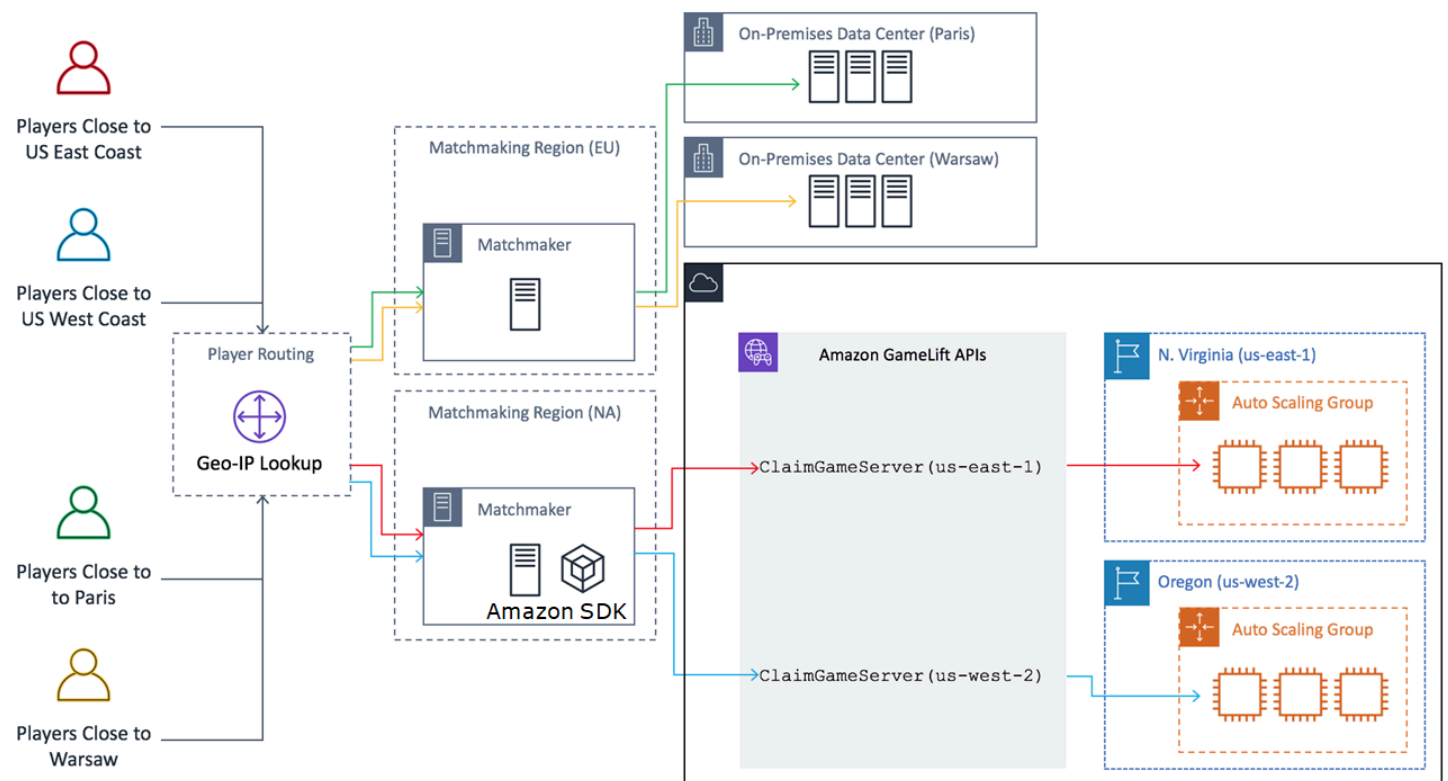 Players Close to
US East Coast
Players Close to
US West Coast
Player Routing
Geo-IP Lookup
Players Close to
to Paris
Players Close to
Warsaw
Matchmaking Region (EU)
Matchmaker
Matchmaking Region (NA)
Matchmaker
Amazon SDK
On-Premises Data Center (Paris)
On-Premises Data Center (Warsaw)
Amazon GameLift APIs
ClaimGameServer(us-east-1)
ClaimGameServer(us-west-2)
N. Virginia (us-east-1)
Auto Scaling Group
Oregon (us-west-2)
Auto Scaling Group